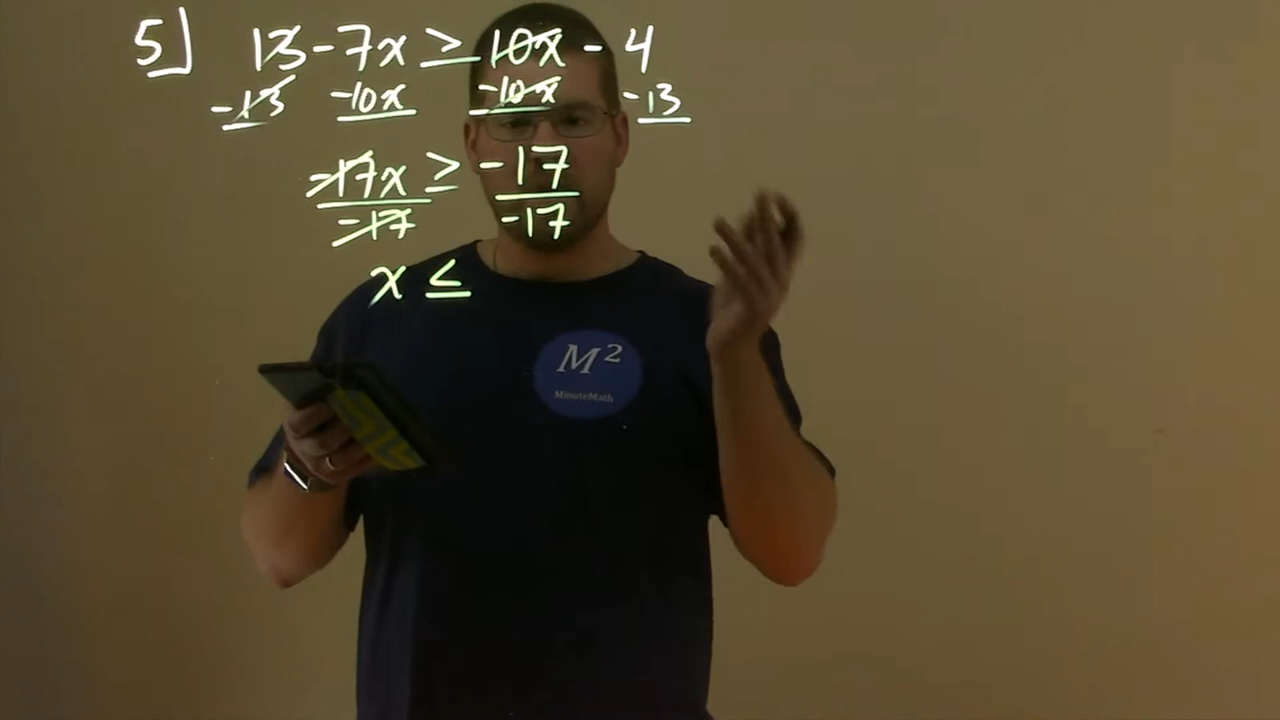 5] 13-7x ≥ 10x - 4
-13 -10x -10x -13
-17x ≥ -17
-17 -17
x ≤
M²
MinuteMath